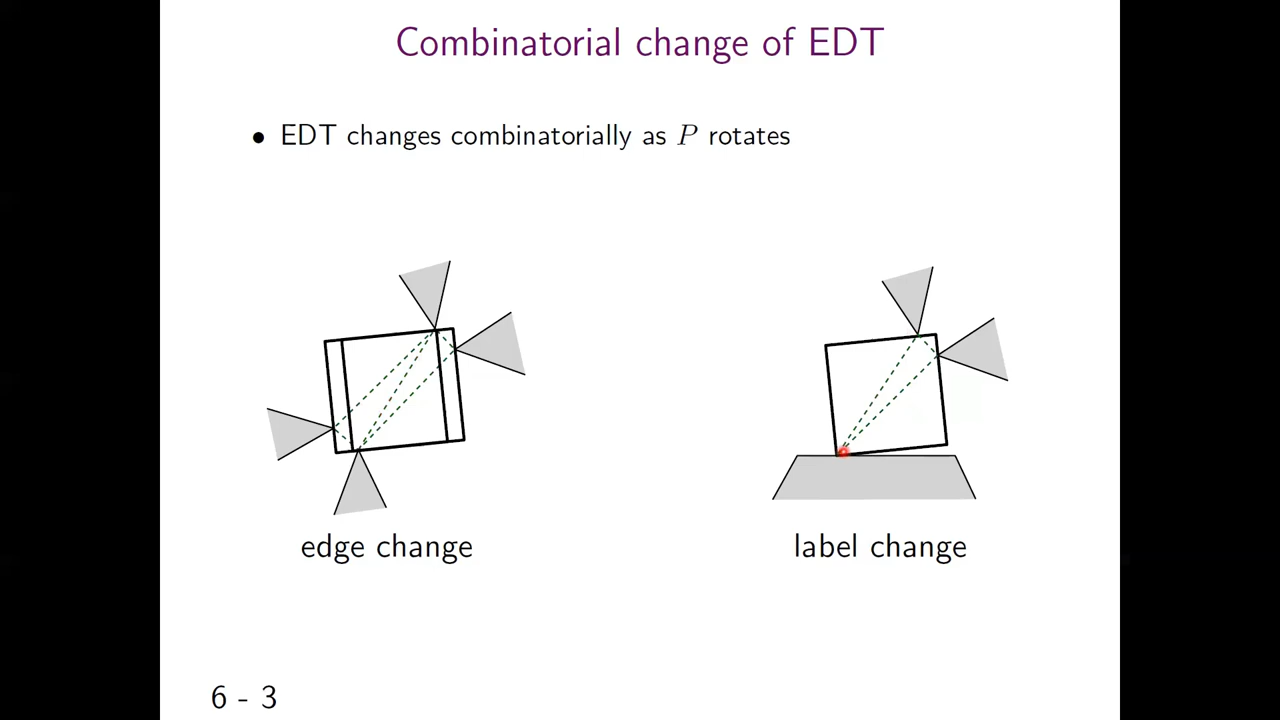 Combinatorial change of EDT
• EDT changes combinatorially as P rotates
edge change
label change
6 - 3